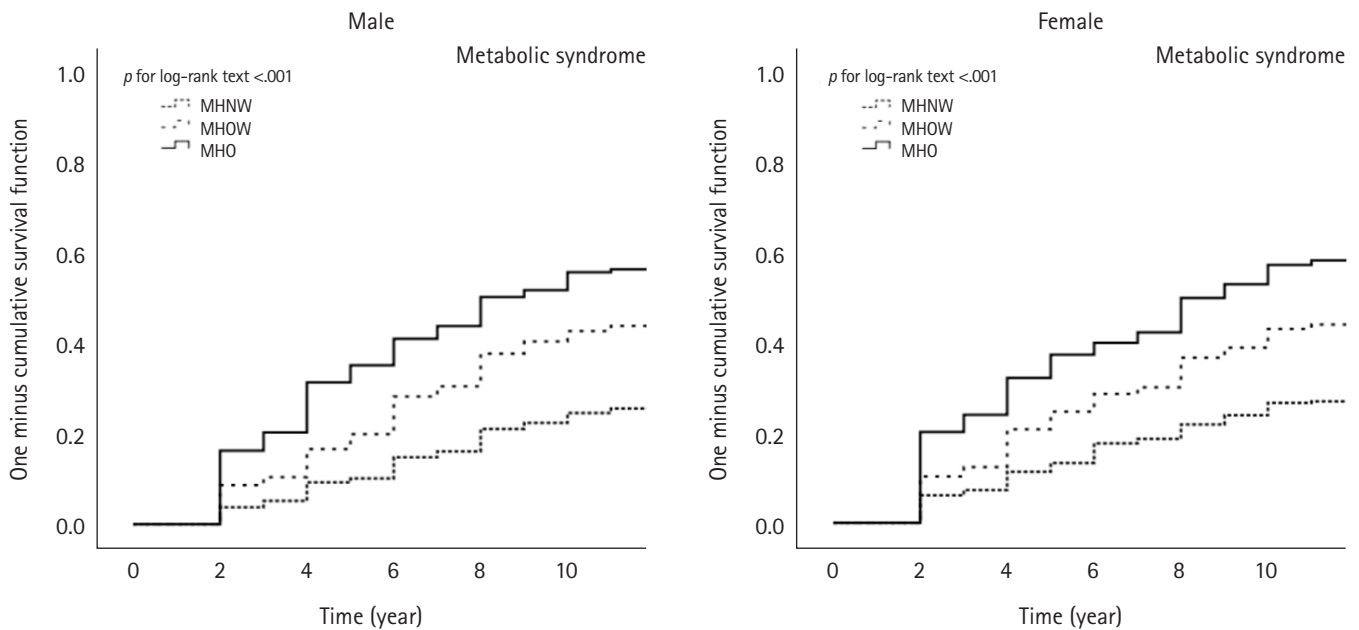 Male
Metabolic syndrome
p for log-rank text <.001
MHNW
MHOW
MHO
One minus cumulative survival function
1.0
0.8
0.6
0.4
0.2
0.0
0 2 4 6 8 10
Time (year)
Female
Metabolic syndrome
p for log-rank text <.001
MHNW
MHOW
MHO
One minus cumulative survival function
1.0
0.8
0.6
0.4
0.2
0.0
0 2 4 6 8 10
Time (year)